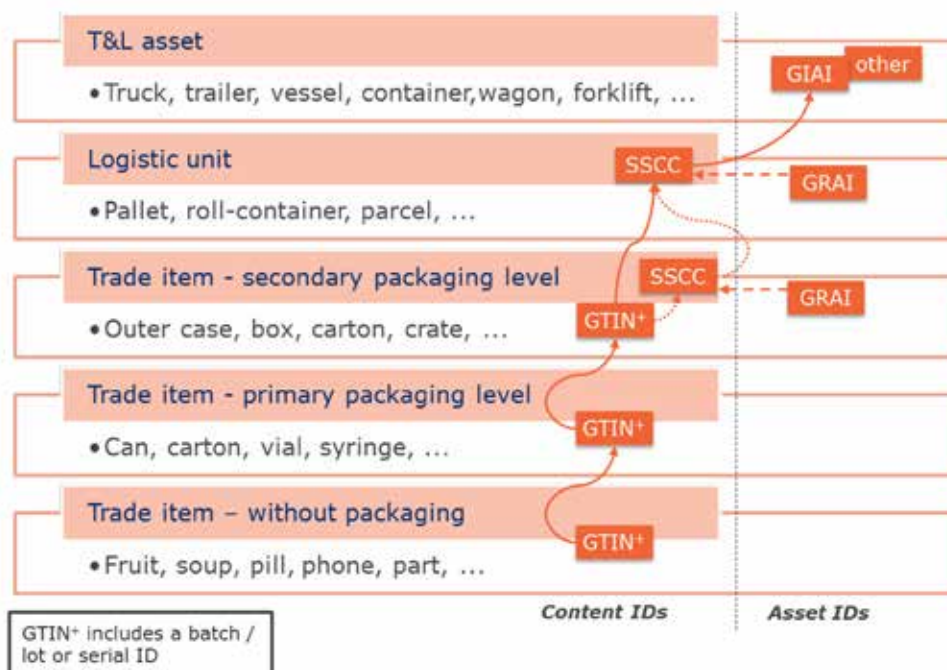 T&L asset
•Truck, trailer, vessel, container,wagon, forklift, ...
GIAI
other
Logistic unit
SSCC
•Pallet, roll-container, parcel, ...
GRAI
Trade item - secondary packaging level
SSCC
•Outer case, box, carton, crate, ...
GTIN⁺
GRAI
Trade item - primary packaging level
•Can, carton, vial, syringe, ...
GTIN⁺
Trade item – without packaging
•Fruit, soup, pill, phone, part, ...
GTIN⁺
Content IDs
Asset IDs
GTIN⁺ includes a batch /
lot or serial ID